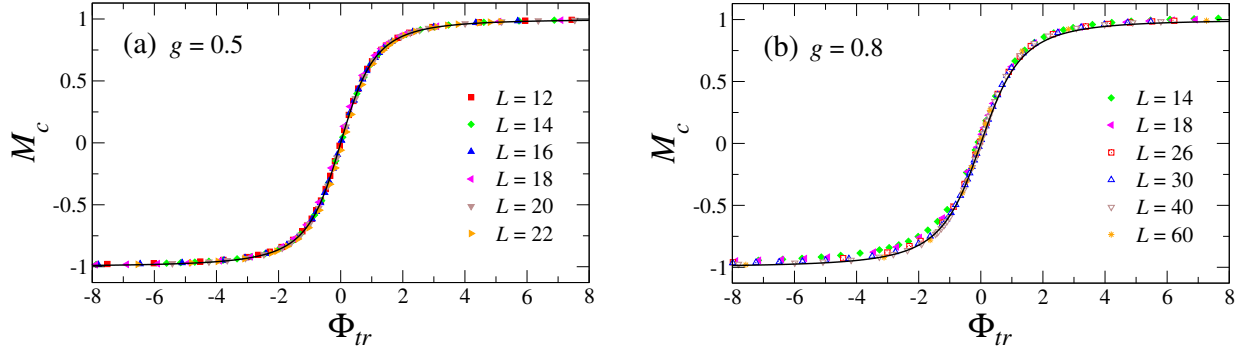 (a) g = 0.5
1
0.5
0
-0.5
-1
M_c
L = 12
L = 14
L = 16
L = 18
L = 20
L = 22
-8 -6 -4 -2 0 2 4 6 8
Φ_tr
(b) g = 0.8
1
0.5
0
-0.5
-1
M_c
L = 14
L = 18
L = 26
L = 30
L = 40
L = 60
-8 -6 -4 -2 0 2 4 6 8
Φ_tr